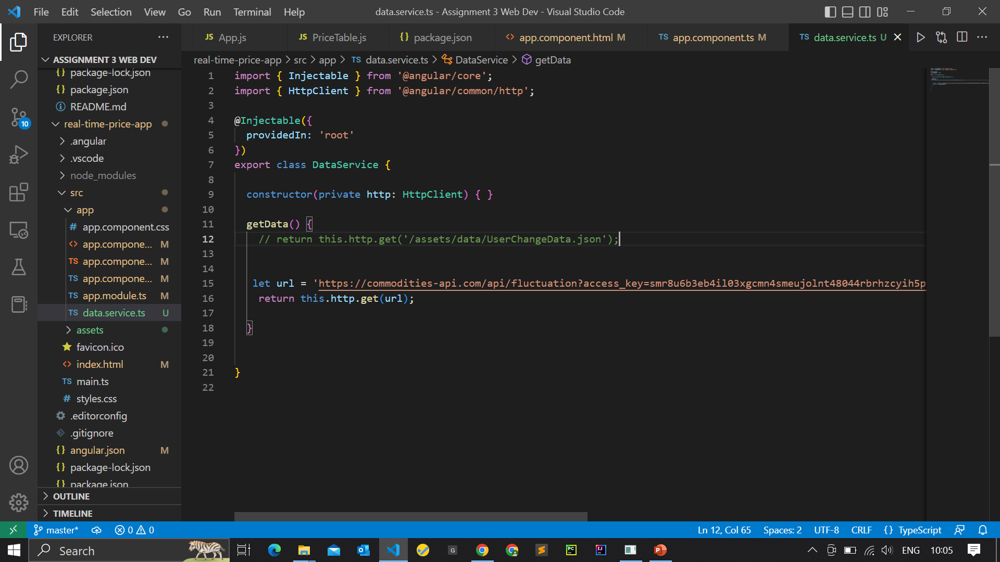 File Edit Selection View Go Run Terminal Help data.service.ts - Assignment 3 Web Dev - Visual Studio Code
EXPLORER
JS App.js JS PriceTable.js {} package.json <> app.component.html M TS app.component.ts M TS data.service.ts U
ASSIGNMENT 3 WEB DEV
real-time-price-app > src > app > TS data.service.ts > DataService > getData
{} package-lock.json
{} package.json
README.md
real-time-price-app
.angular
.vscode
node_modules
src
app
# app.component.css
<> app.compone... M
TS app.compone... M
TS app.compone... M
TS app.module.ts M
TS data.service.ts U
assets
favicon.ico
<> index.html M
TS main.ts
# styles.css
.editorconfig
.gitignore
{} angular.json M
{} package-lock.json
{} package.json
OUTLINE
TIMELINE
10
1 import { Injectable } from '@angular/core';
2 import { HttpClient } from '@angular/common/http';
3
4 @Injectable({
5 providedIn: 'root'
6 })
7 export class DataService {
8
9 constructor(private http: HttpClient) { }
10
11 getData() {
12 // return this.http.get('/assets/data/UserChangeData.json');
13
14
15 let url = 'https://commodities-api.com/api/fluctuation?access_key=smr8u6b3eb4il03xgcmn4smeujolnt48044rbrhzcyih5p
16 return this.http.get(url);
17
18 }
19
20
21 }
22
master* 0 0 Ln 12, Col 65 Spaces: 2 UTF-8 CRLF {} TypeScript
Search G PC IJ P ENG 10:05